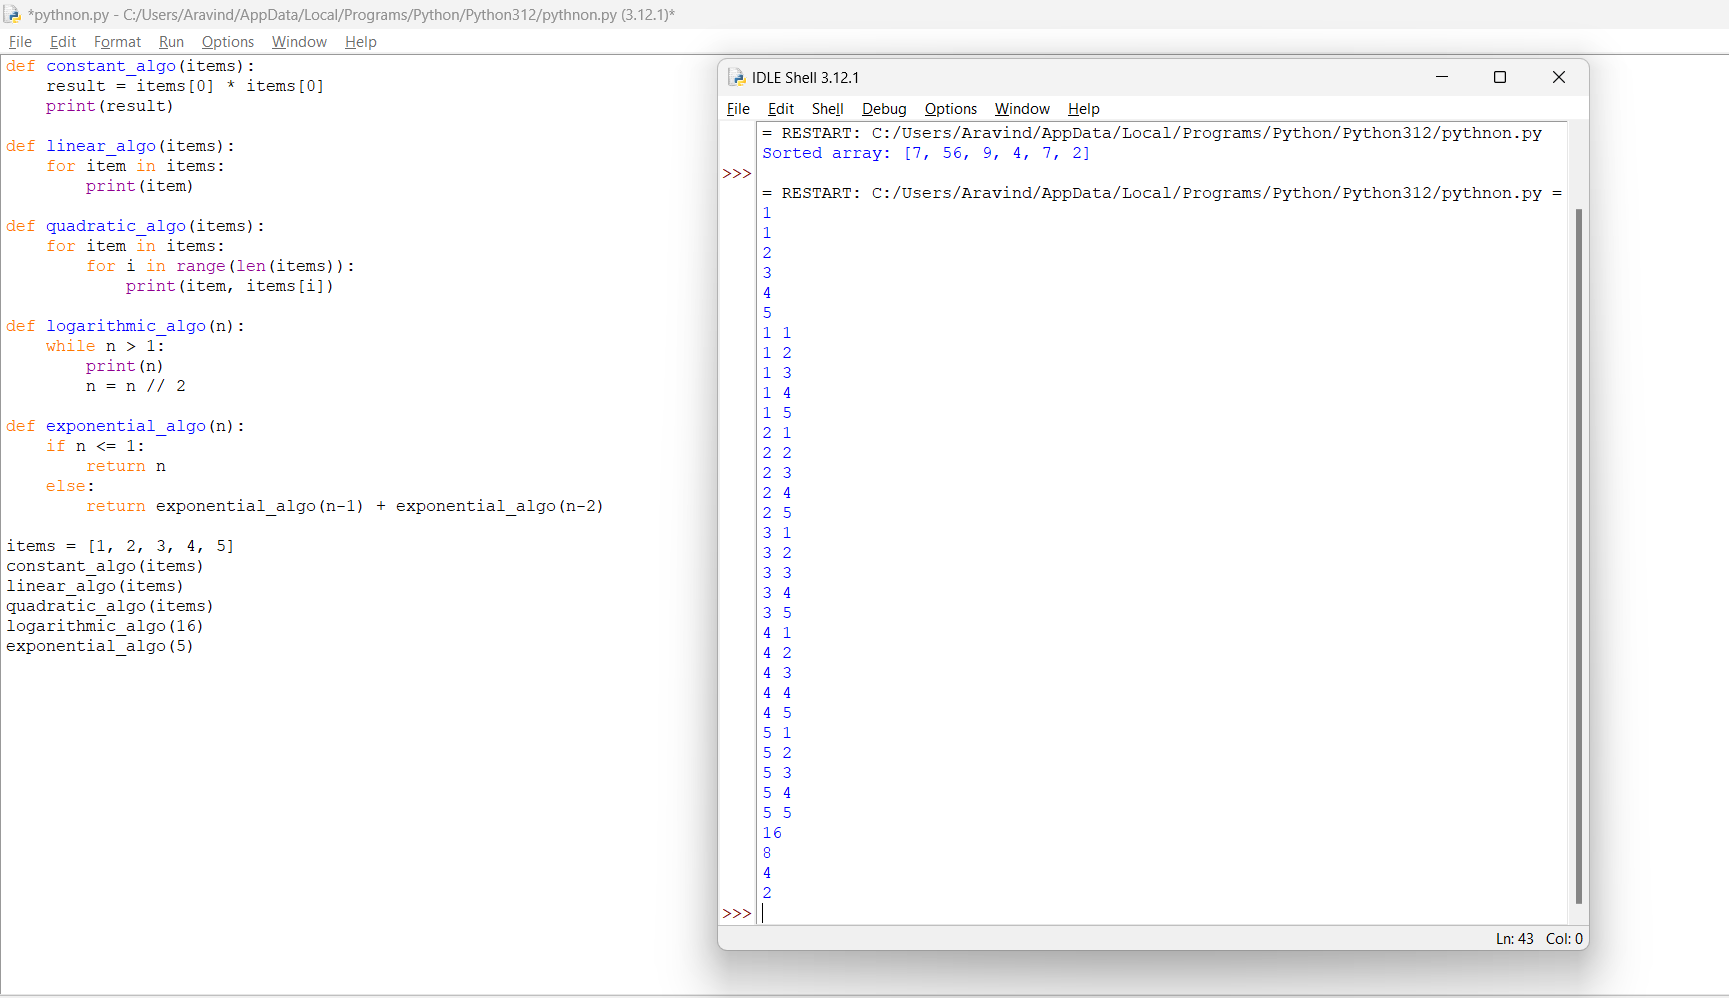 *pythnon.py - C:/Users/Aravind/AppData/Local/Programs/Python/Python312/pythnon.py (3.12.1)*
File Edit Format Run Options Window Help
def constant_algo(items):
    result = items[0] * items[0]
    print(result)

def linear_algo(items):
    for item in items:
        print(item)

def quadratic_algo(items):
    for item in items:
        for i in range(len(items)):
            print(item, items[i])

def logarithmic_algo(n):
    while n > 1:
        print(n)
        n = n // 2

def exponential_algo(n):
    if n <= 1:
        return n
    else:
        return exponential_algo(n-1) + exponential_algo(n-2)

items = [1, 2, 3, 4, 5]
constant_algo(items)
linear_algo(items)
quadratic_algo(items)
logarithmic_algo(16)
exponential_algo(5)
IDLE Shell 3.12.1
File Edit Shell Debug Options Window Help
= RESTART: C:/Users/Aravind/AppData/Local/Programs/Python/Python312/pythnon.py
Sorted array: [7, 56, 9, 4, 7, 2]
>>>
= RESTART: C:/Users/Aravind/AppData/Local/Programs/Python/Python312/pythnon.py =
1
1
2
3
4
5
1 1
1 2
1 3
1 4
1 5
2 1
2 2
2 3
2 4
2 5
3 1
3 2
3 3
3 4
3 5
4 1
4 2
4 3
4 4
4 5
5 1
5 2
5 3
5 4
5 5
16
8
4
2
>>>
Ln: 43 Col: 0